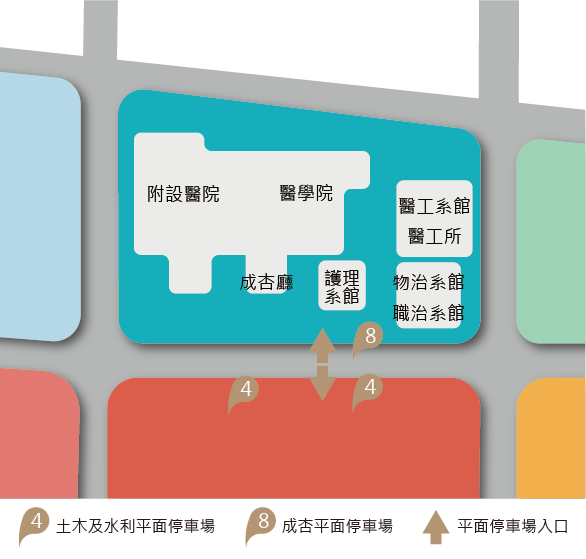 附設醫院
醫學院
醫工系館
醫工所
成杏廳
護理
系館
物治系館
職治系館
8
4
4
4 土木及水利平面停車場
8 成杏平面停車場
平面停車場入口